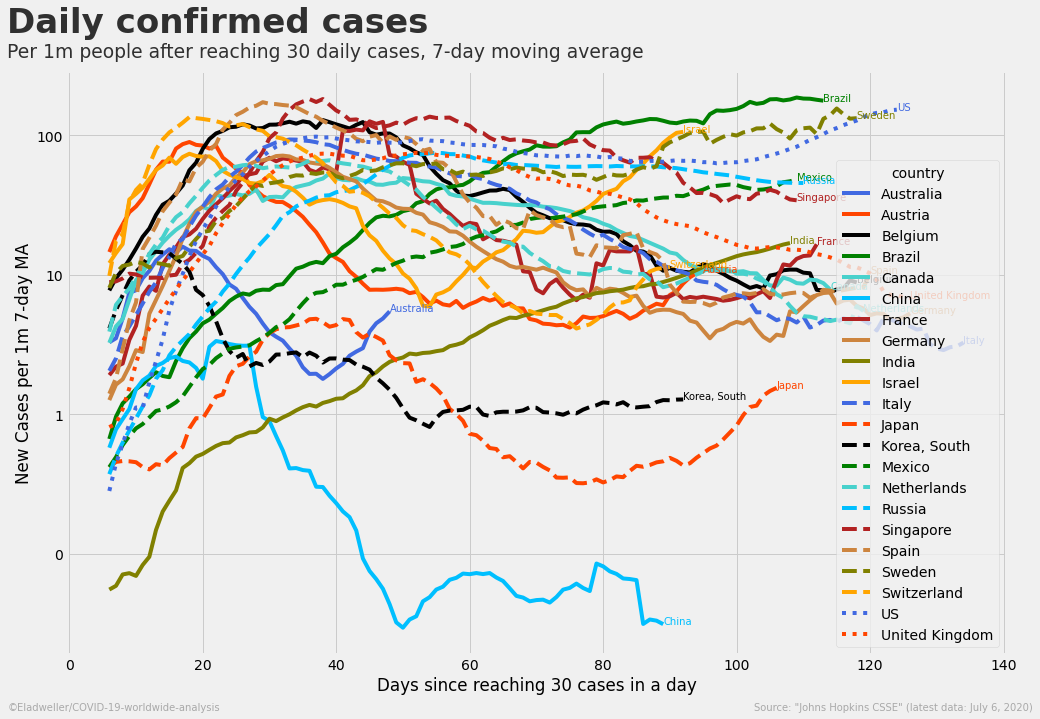 Daily confirmed cases
Per 1m people after reaching 30 daily cases, 7-day moving average
New Cases per 1m 7-day MA
100
10
1
0
Brazil
US
Sweden
Israel
Mexico
Russia
Singapore
India
France
Switzerland
Austria
United Kingdom
Germany
Australia
Italy
Japan
Korea, South
China
country
Australia
Austria
Belgium
Brazil
Canada
China
France
Germany
India
Israel
Italy
Japan
Korea, South
Mexico
Netherlands
Russia
Singapore
Spain
Sweden
Switzerland
US
United Kingdom
0 20 40 60 80 100 120 140
Days since reaching 30 cases in a day
©Eladweller/COVID-19-worldwide-analysis
Source: "Johns Hopkins CSSE" (latest data: July 6, 2020)